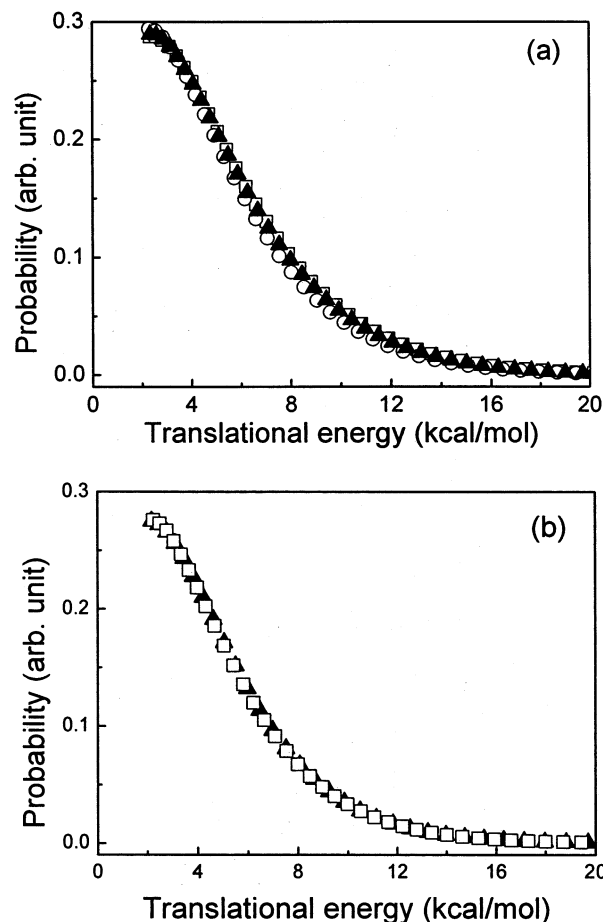 0.3
(a)
0.2
0.1
0.0
Probability (arb. unit)
0 4 8 12 16 20
Translational energy (kcal/mol)
0.3
(b)
0.2
0.1
0.0
Probability (arb. unit)
0 4 8 12 16 20
Translational energy (kcal/mol)